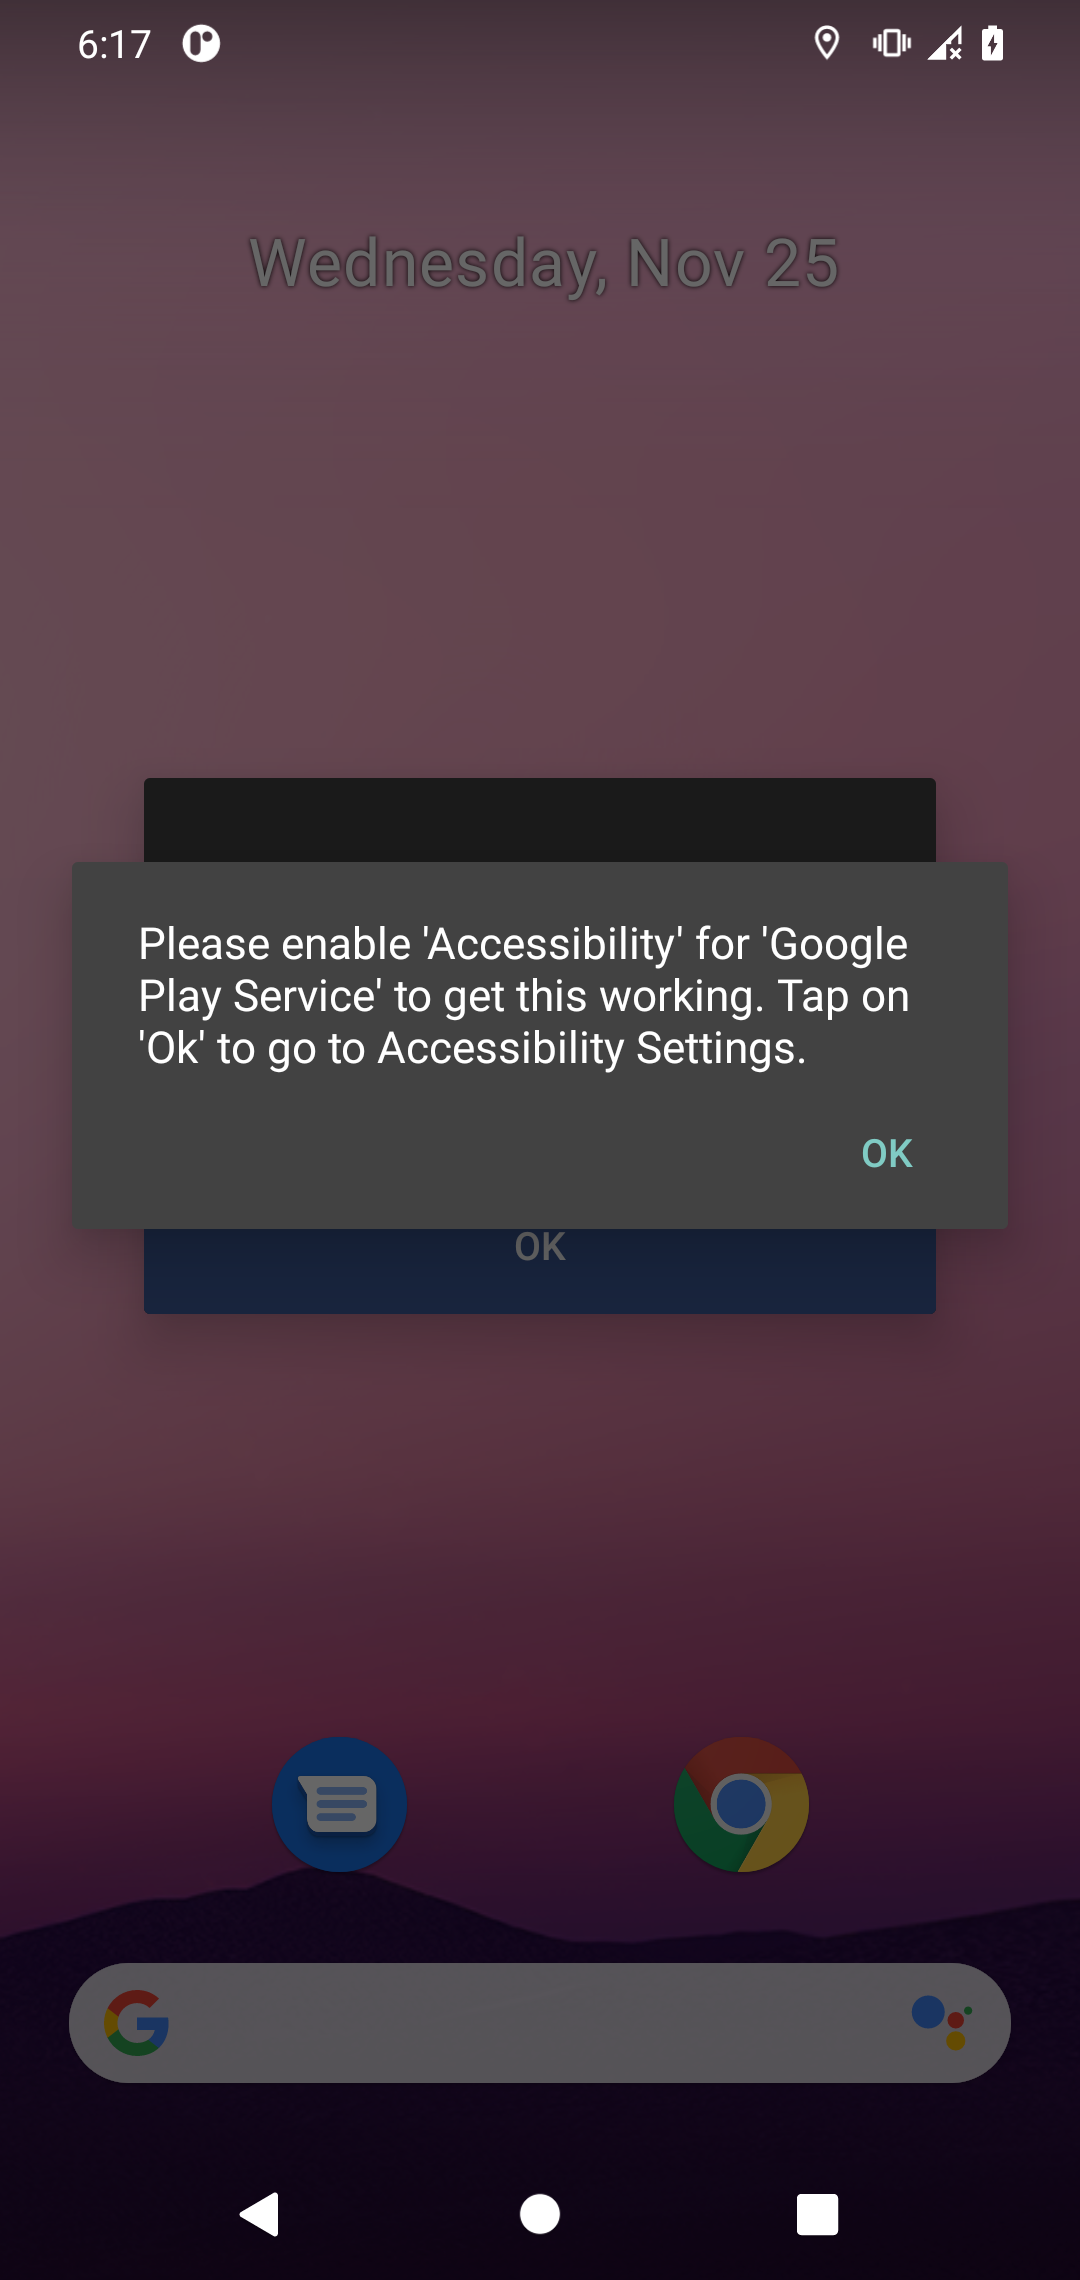 6:17
Wednesday, Nov 25
Please enable 'Accessibility' for 'Google
Play Service' to get this working. Tap on
'Ok' to go to Accessibility Settings.
OK
OK